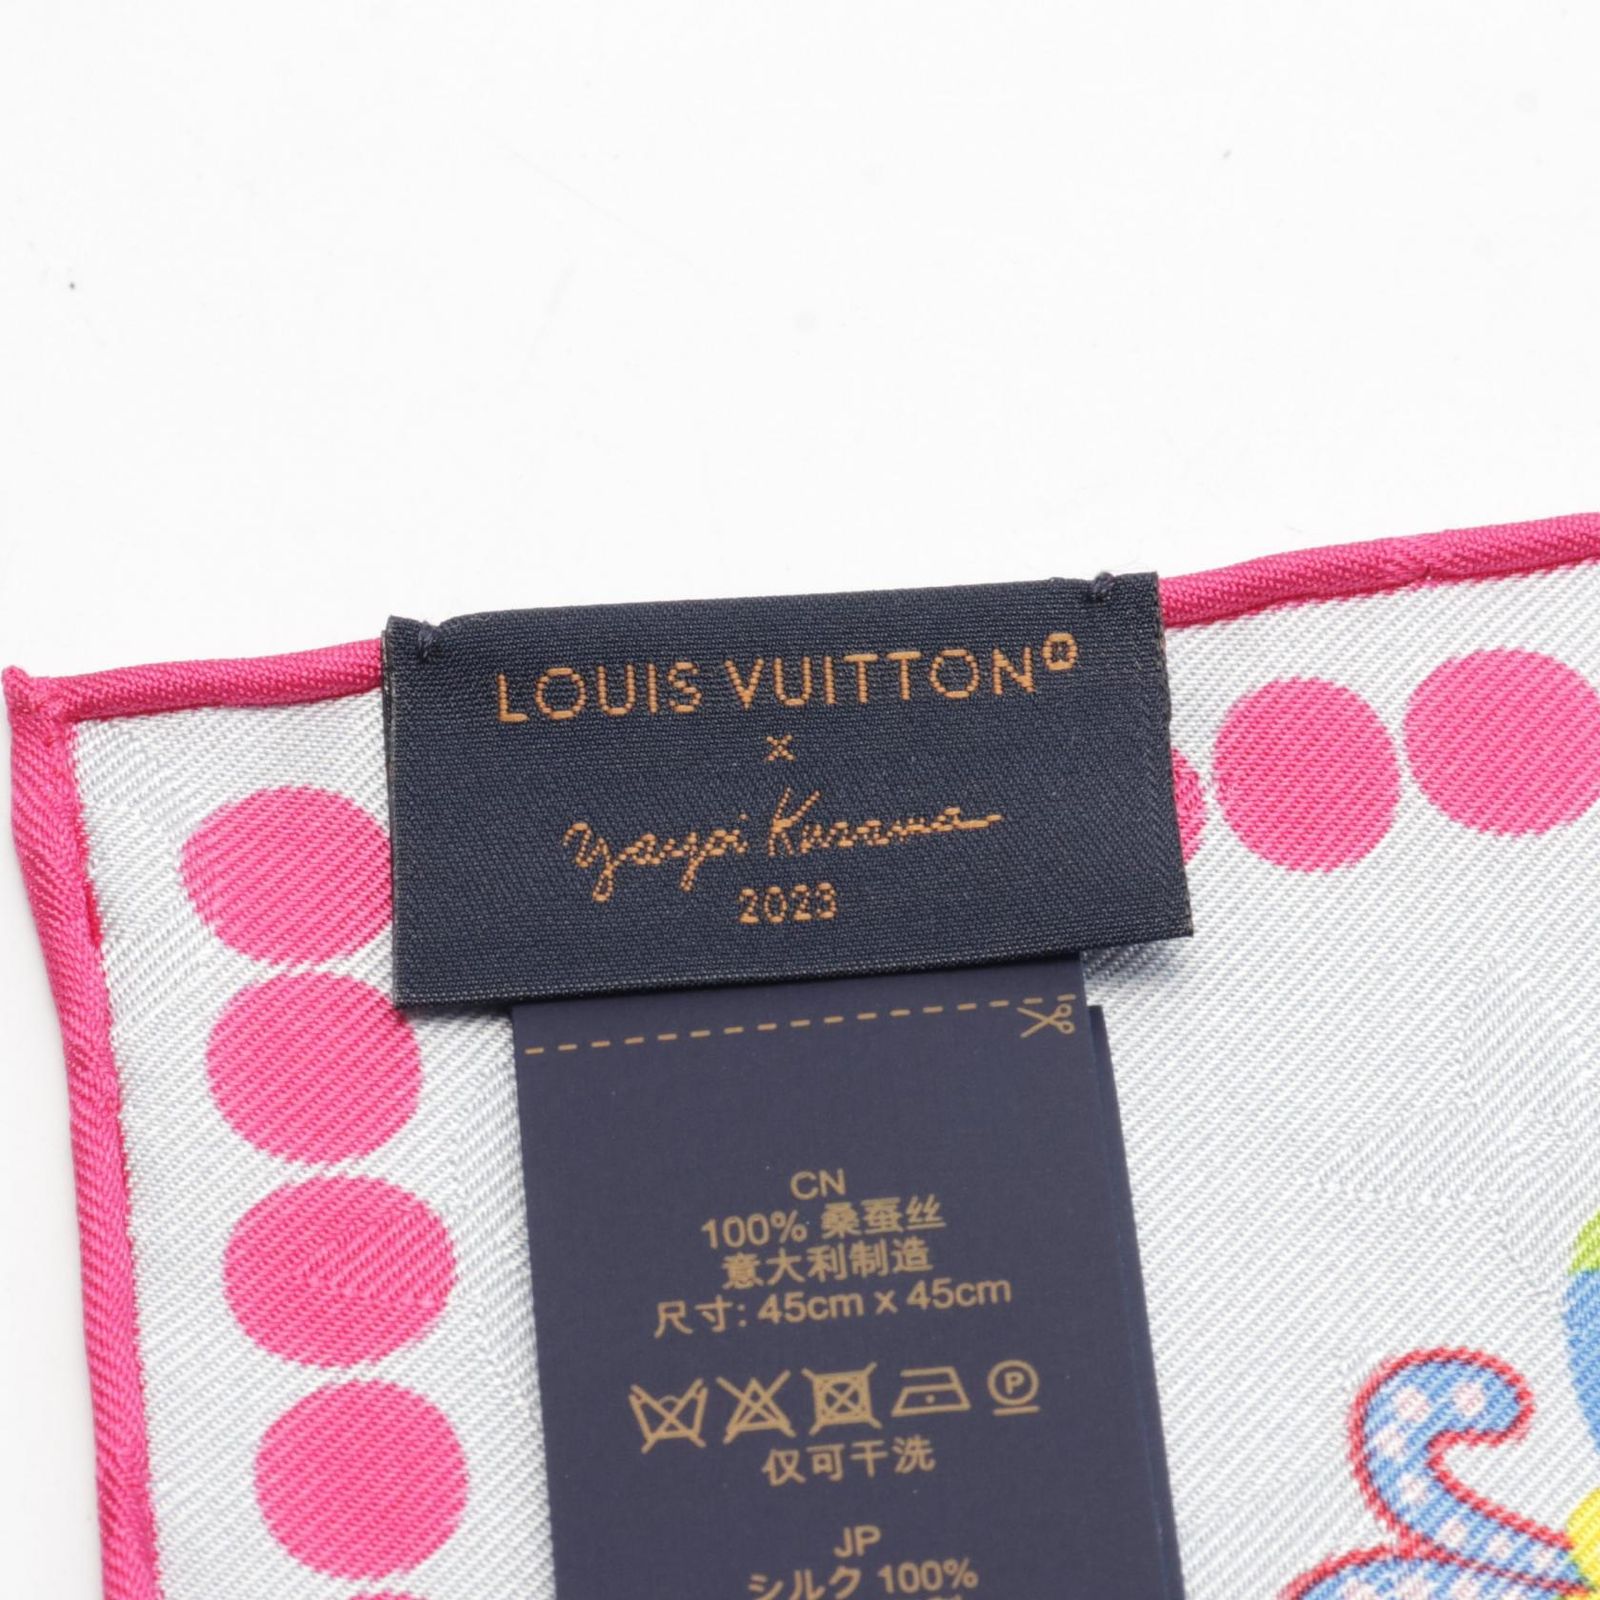 LOUIS VUITTON®
x
Yayoi Kusama
2023
CN
100% 桑蚕丝
意大利制造
尺寸: 45cm x 45cm
P
仅可干洗
JP
シルク 100%